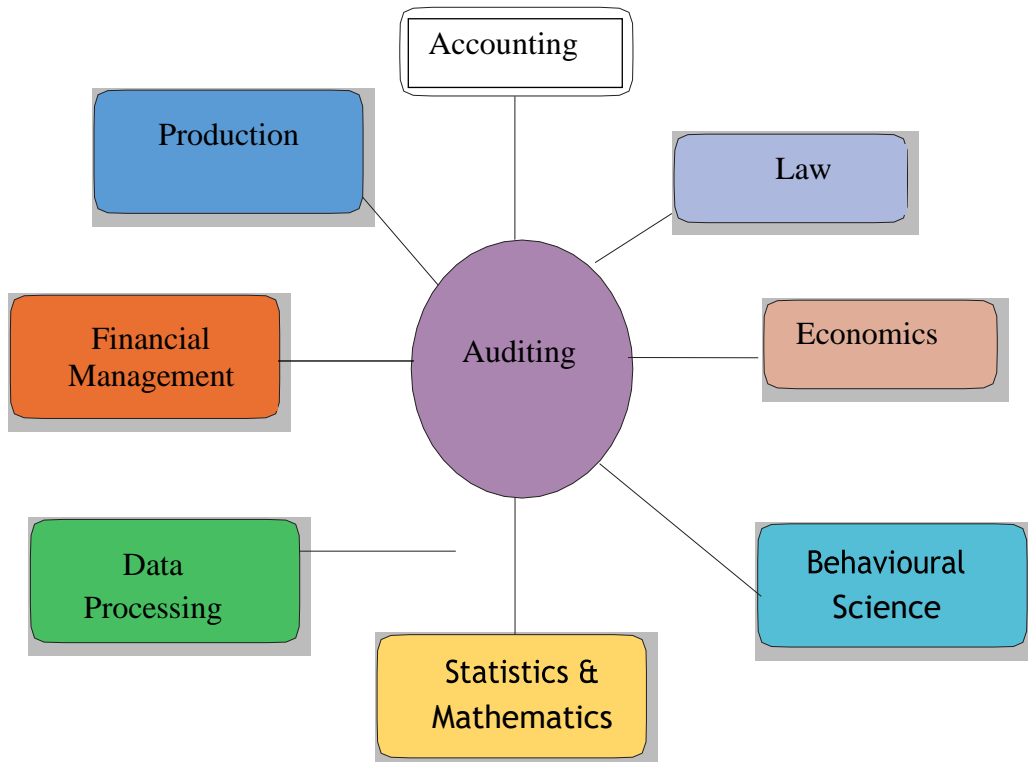 Accounting
Production
Law
Financial
Management
Auditing
Economics
Data
Processing
Behavioural
Science
Statistics &
Mathematics